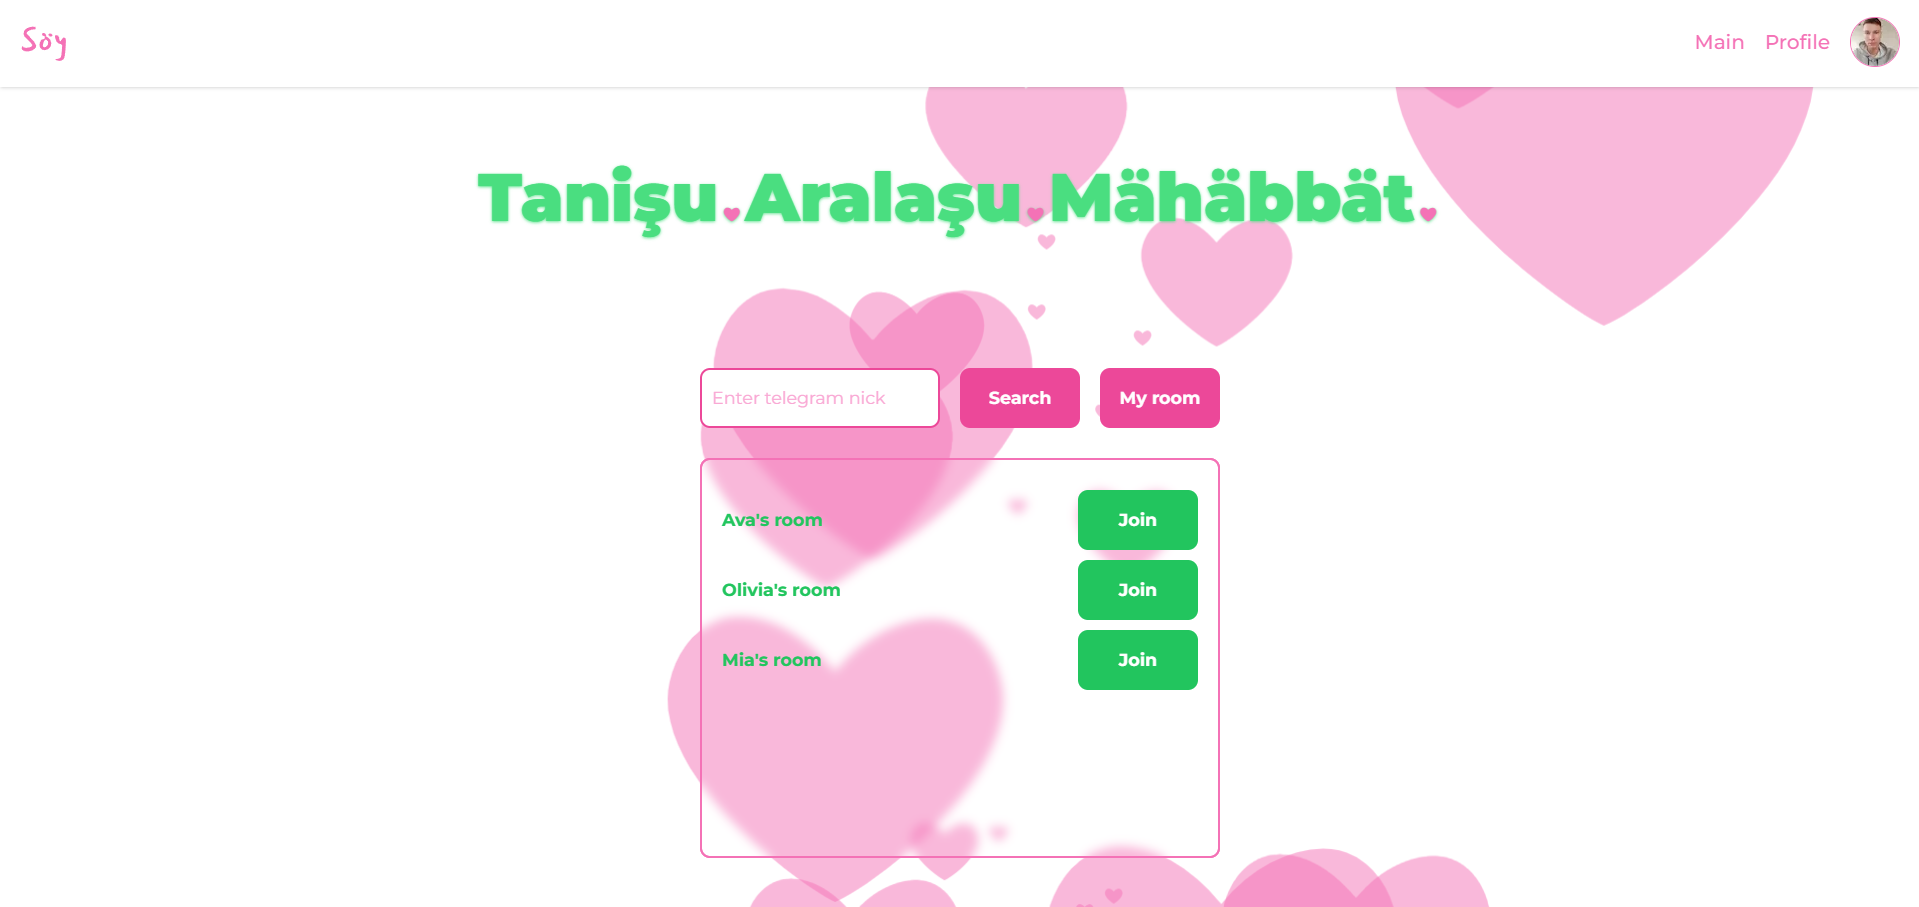 Söy
Main Profile
Tanişu Aralaşu Mähäbbät
Enter telegram nick
Search
My room
Ava's room
Join
Olivia's room
Join
Mia's room
Join